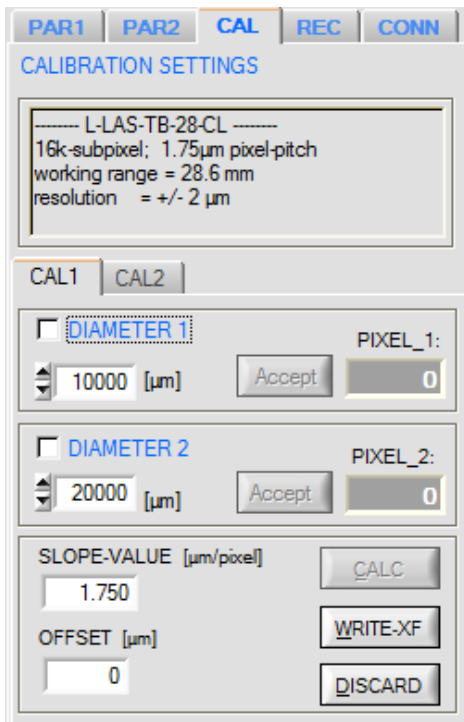 PAR1 PAR2 CAL REC CONN
CALIBRATION SETTINGS
-------- L-LAS-TB-28-CL --------
16k-subpixel; 1.75µm pixel-pitch
working range = 28.6 mm
resolution = +/- 2 µm
CAL1 CAL2
DIAMETER 1
PIXEL_1:
10000 [µm] Accept 0
DIAMETER 2
PIXEL_2:
20000 [µm] Accept 0
SLOPE-VALUE [µm/pixel]
CALC
1.750
WRITE-XF
OFFSET [µm]
0
DISCARD